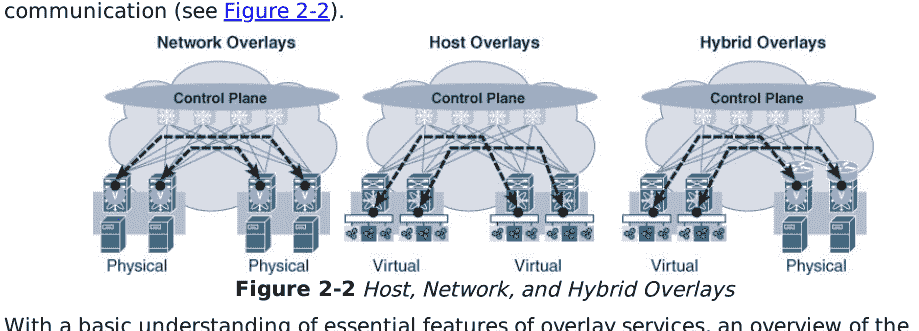 communication (see Figure 2-2).
Network Overlays Host Overlays Hybrid Overlays
Control Plane Control Plane Control Plane
Physical Physical Virtual Virtual Virtual Physical
Figure 2-2 Host, Network, and Hybrid Overlays
With a basic understanding of essential features of overlay services, an overview of the